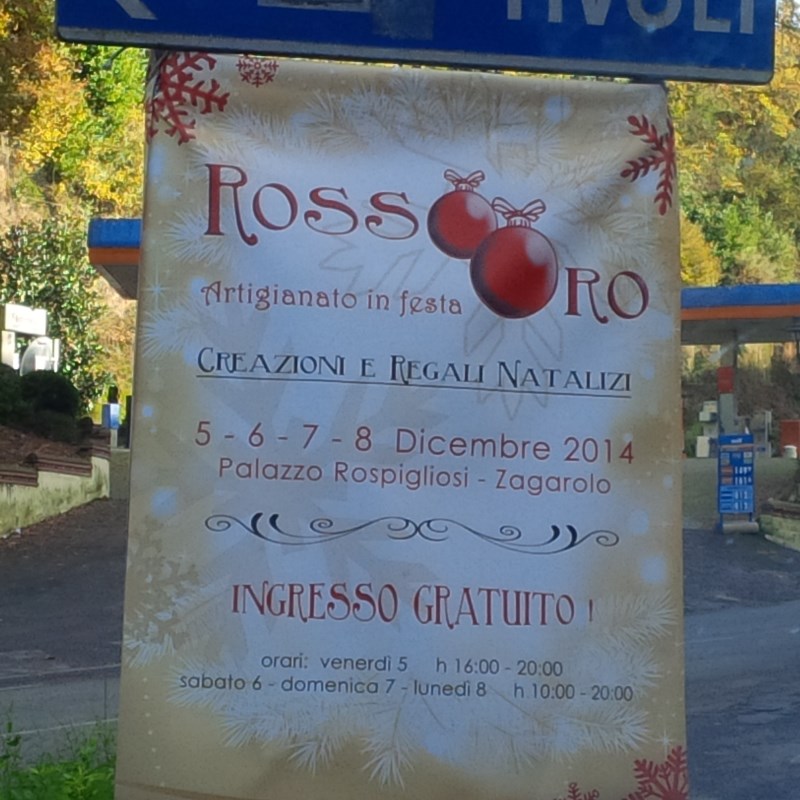 TIVOLI
ROSSO ORO
Artigianato in festa
CREAZIONI E REGALI NATALIZI
5 - 6 - 7 - 8 Dicembre 2014
Palazzo Rospigliosi - Zagarolo
INGRESSO GRATUITO !
orari: venerdì 5 h 16:00 - 20:00
sabato 6 - domenica 7 - lunedì 8 h 10:00 - 20:00